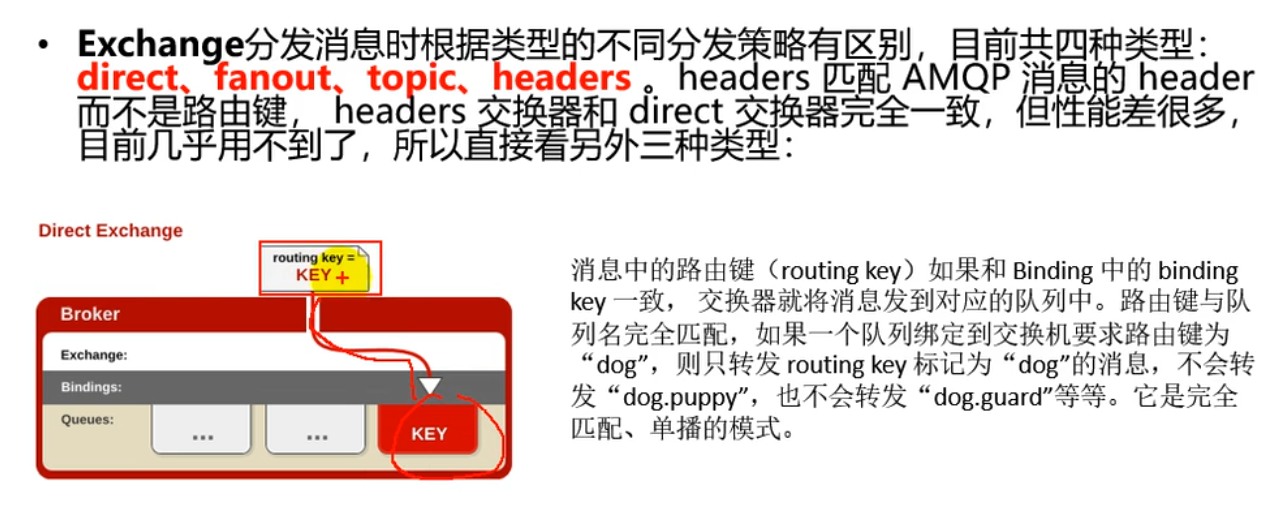 • Exchange分发消息时根据类型的不同分发策略有区别，目前共四种类型：
direct、fanout、topic、headers 。headers 匹配 AMQP 消息的 header
而不是路由键， headers 交换器和 direct 交换器完全一致，但性能差很多，
目前几乎用不到了，所以直接看另外三种类型：
Direct Exchange
routing key =
KEY
Broker
Exchange:
Bindings:
Queues:
...
...
KEY
消息中的路由键（routing key）如果和 Binding 中的 binding
key 一致， 交换器就将消息发到对应的队列中。路由键与队
列名完全匹配，如果一个队列绑定到交换机要求路由键为
“dog”，则只转发 routing key 标记为“dog”的消息，不会转
发“dog.puppy”，也不会转发“dog.guard”等等。它是完全
匹配、单播的模式。